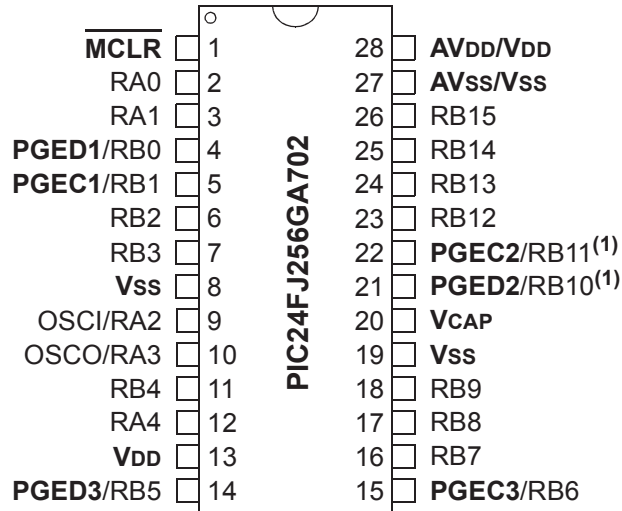 MCLR 1 28 AVDD/VDD
RA0 2 27 AVSS/VSS
RA1 3 26 RB15
PGED1/RB0 4 25 RB14
PGEC1/RB1 5 24 RB13
RB2 6 23 RB12
RB3 7 22 PGEC2/RB11(1)
VSS 8 21 PGED2/RB10(1)
OSCI/RA2 9 20 VCAP
OSCO/RA3 10 19 VSS
RB4 11 18 RB9
RA4 12 17 RB8
VDD 13 16 RB7
PGED3/RB5 14 15 PGEC3/RB6
PIC24FJ256GA702